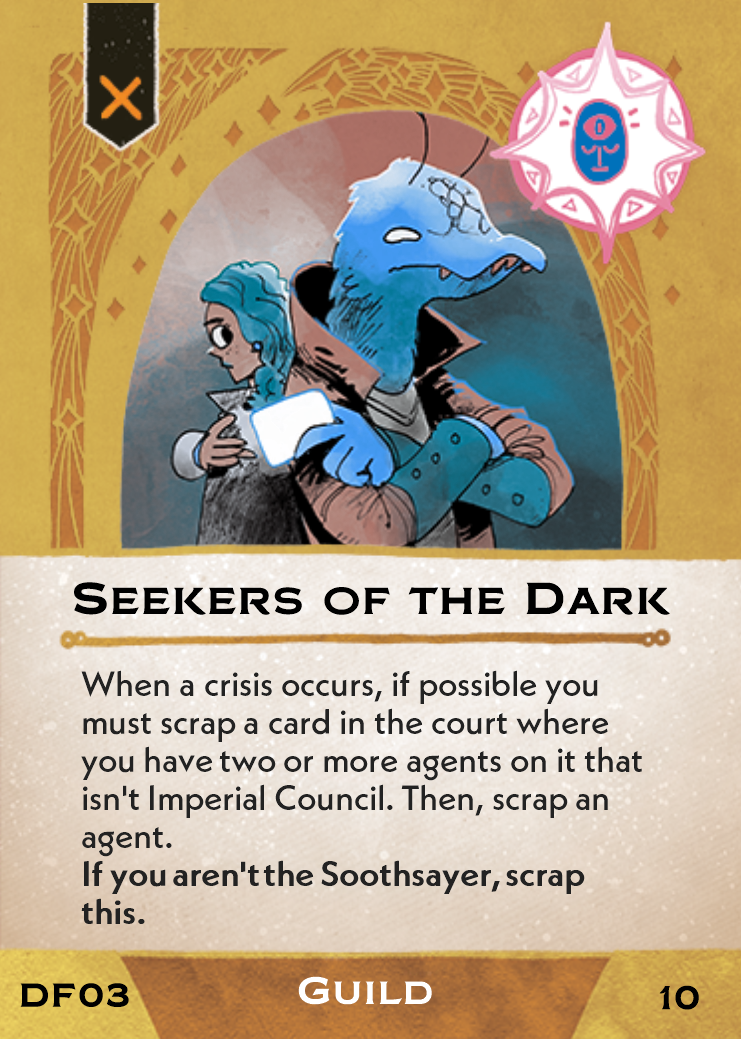 Seekers of the Dark
When a crisis occurs, if possible you
must scrap a card in the court where
you have two or more agents on it that
isn't Imperial Council. Then, scrap an
agent.
If you aren't the Soothsayer, scrap
this.
DF03 Guild 10